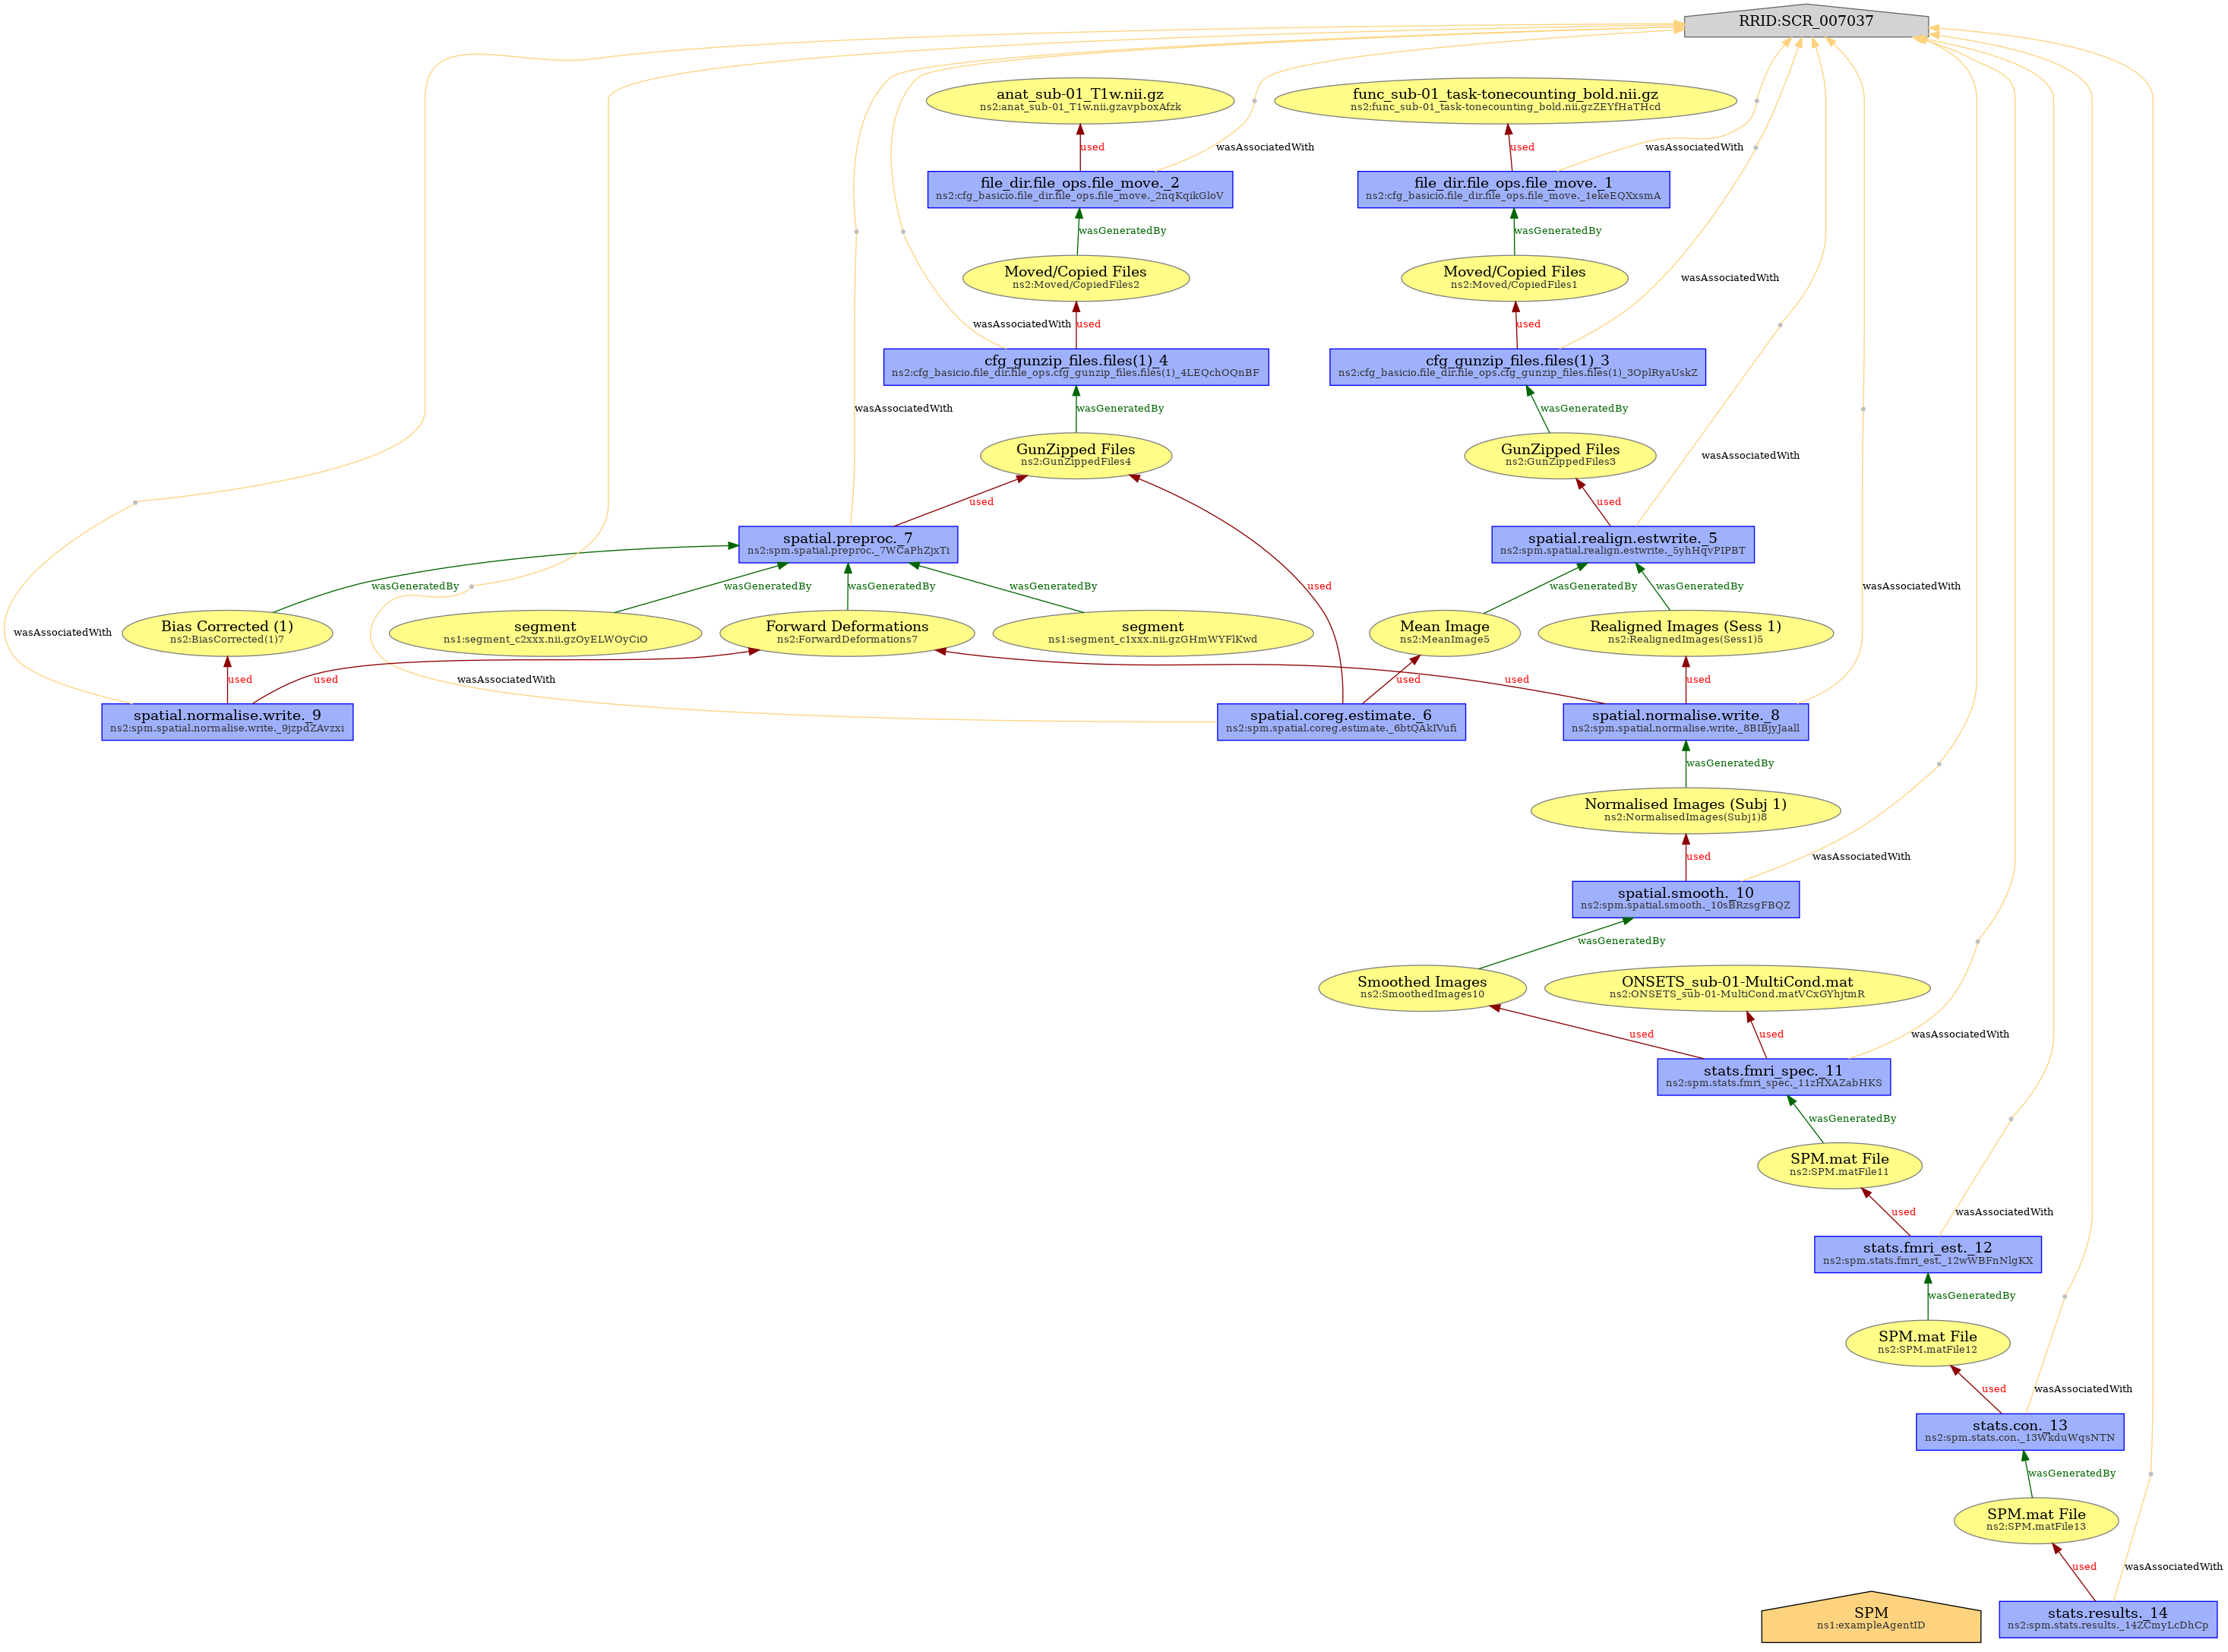 RRID:SCR_007037
anat_sub-01_T1w.nii.gz
ns2:anat_sub-01_T1w.nii.gzavpboxAfzk
func_sub-01_task-tonecounting_bold.nii.gz
ns2:func_sub-01_task-tonecounting_bold.nii.gzZEYfHaTHcd
used
wasAssociatedWith
used
wasAssociatedWith
file_dir.file_ops.file_move._2
ns2:cfg_basicio.file_dir.file_ops.file_move._2nqKqikGloV
file_dir.file_ops.file_move._1
ns2:cfg_basicio.file_dir.file_ops.file_move._1ekeEQXxsmA
wasGeneratedBy
wasGeneratedBy
Moved/Copied Files
ns2:Moved/CopiedFiles2
Moved/Copied Files
ns2:Moved/CopiedFiles1
wasAssociatedWith
wasAssociatedWith
used
used
cfg_gunzip_files.files(1)_4
ns2:cfg_basicio.file_dir.file_ops.cfg_gunzip_files.files(1)_4LEQchOQnBF
cfg_gunzip_files.files(1)_3
ns2:cfg_basicio.file_dir.file_ops.cfg_gunzip_files.files(1)_3OplRyaUskZ
wasAssociatedWith
wasGeneratedBy
wasGeneratedBy
GunZipped Files
ns2:GunZippedFiles4
GunZipped Files
ns2:GunZippedFiles3
wasAssociatedWith
used
used
spatial.preproc._7
ns2:spm.spatial.preproc._7WCaPhZjxTi
spatial.realign.estwrite._5
ns2:spm.spatial.realign.estwrite._5yhHqvPIPBT
wasGeneratedBy
wasGeneratedBy
wasGeneratedBy
wasGeneratedBy
used
wasGeneratedBy
wasGeneratedBy
wasAssociatedWith
wasAssociatedWith
Bias Corrected (1)
ns2:BiasCorrected(1)7
segment
ns1:segment_c2xxx.nii.gzOyELWOyCiO
Forward Deformations
ns2:ForwardDeformations7
segment
ns1:segment_c1xxx.nii.gzGHmWYFlKwd
Mean Image
ns2:MeanImage5
Realigned Images (Sess 1)
ns2:RealignedImages(Sess1)5
used
used
wasAssociatedWith
used
used
used
spatial.normalise.write._9
ns2:spm.spatial.normalise.write._9jzpdZAvzxi
spatial.coreg.estimate._6
ns2:spm.spatial.coreg.estimate._6btQAkIVufi
spatial.normalise.write._8
ns2:spm.spatial.normalise.write._8BIBjyJaall
wasGeneratedBy
Normalised Images (Subj 1)
ns2:NormalisedImages(Subj1)8
used
wasAssociatedWith
spatial.smooth._10
ns2:spm.spatial.smooth._10sBRzsgFBQZ
wasGeneratedBy
Smoothed Images
ns2:SmoothedImages10
ONSETS_sub-01-MultiCond.mat
ns2:ONSETS_sub-01-MultiCond.matVCxGYhjtmR
used
used
wasAssociatedWith
stats.fmri_spec._11
ns2:spm.stats.fmri_spec._11zHXAZabHKS
wasGeneratedBy
SPM.mat File
ns2:SPM.matFile11
used
wasAssociatedWith
stats.fmri_est._12
ns2:spm.stats.fmri_est._12wWBFnNlgKX
wasGeneratedBy
SPM.mat File
ns2:SPM.matFile12
used
wasAssociatedWith
stats.con._13
ns2:spm.stats.con._13WkduWqsNTN
wasGeneratedBy
SPM.mat File
ns2:SPM.matFile13
used
wasAssociatedWith
SPM
ns1:exampleAgentID
stats.results._14
ns2:spm.stats.results._14ZCmyLcDhCp